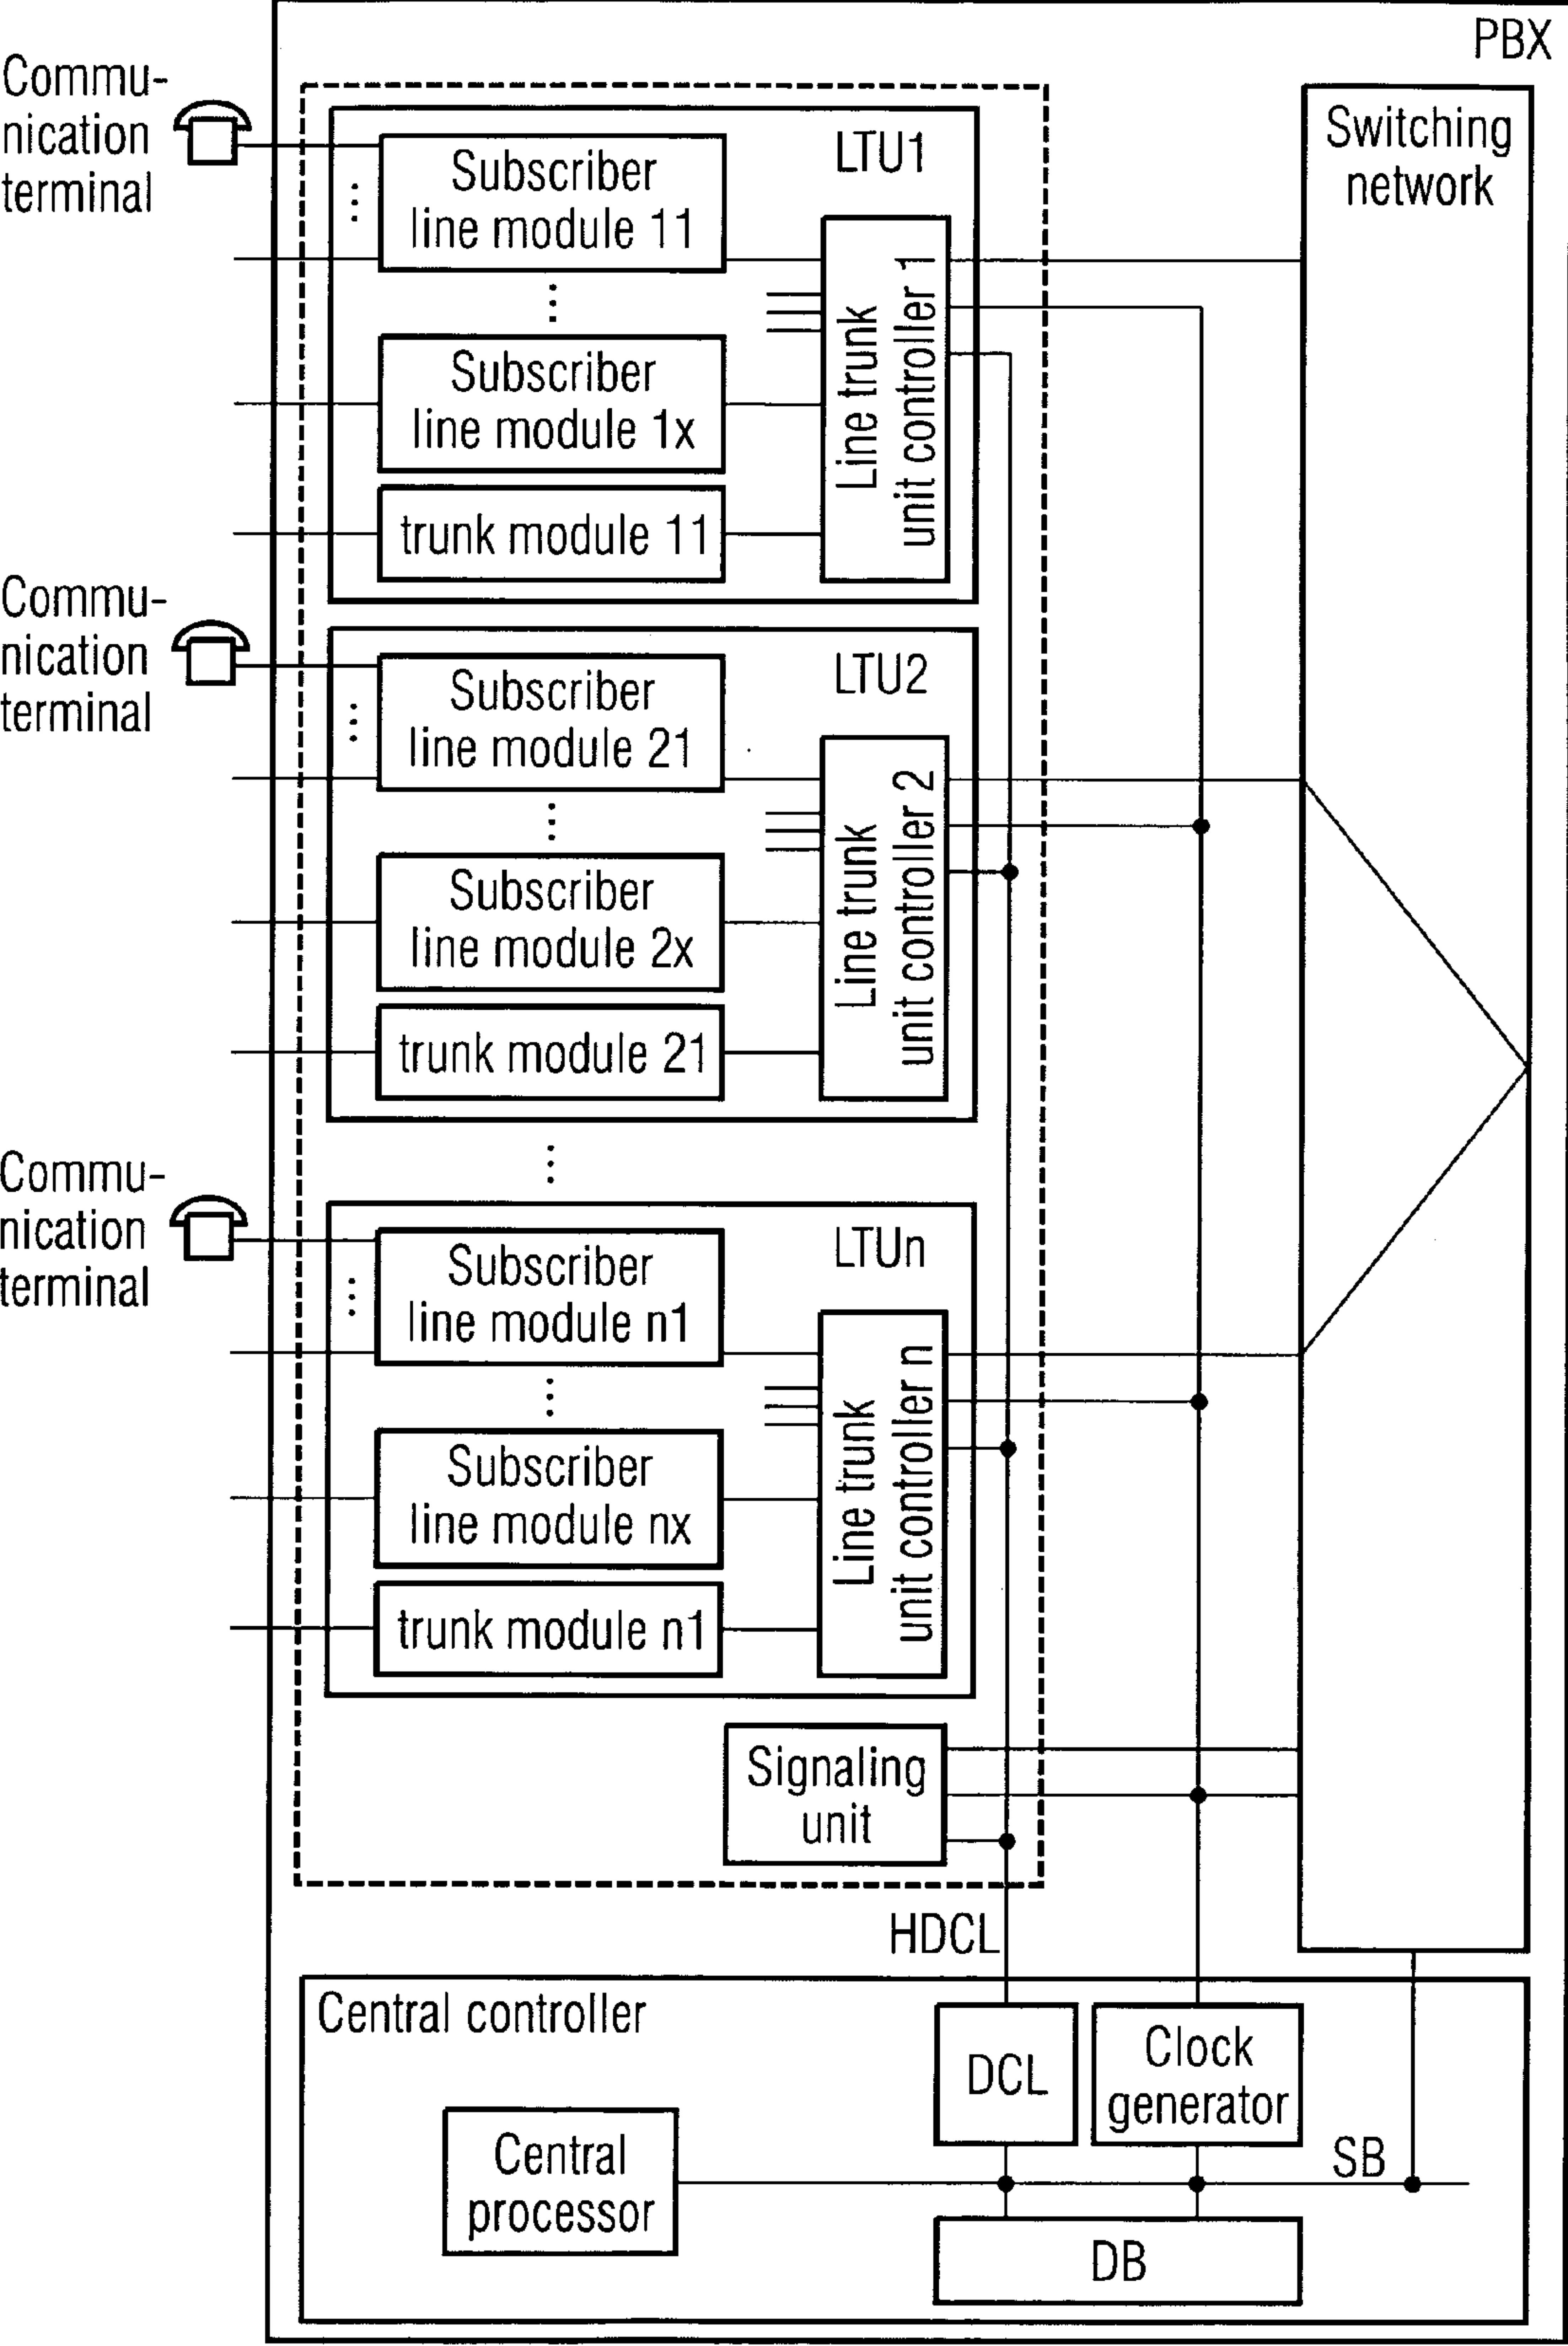 PBX
Commu-
nication
terminal
LTU1
Subscriber
line module 11
Subscriber
line module 1x
trunk module 11
Line trunk
unit controller 1
Switching
network
Commu-
nication
terminal
LTU2
Subscriber
line module 21
Subscriber
line module 2x
trunk module 21
Line trunk
unit controller 2
Commu-
nication
terminal
LTUn
Subscriber
line module n1
Subscriber
line module nx
trunk module n1
Line trunk
unit controller n
Signaling
unit
HDCL
Central controller
DCL
Clock
generator
Central
processor
SB
DB